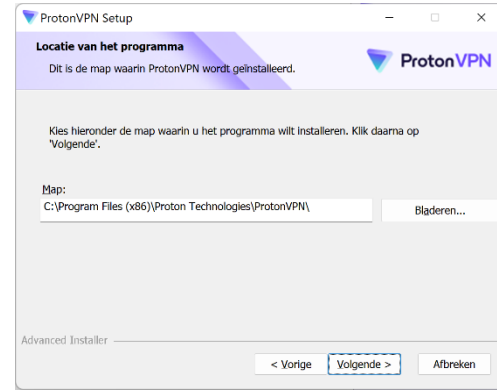 ProtonVPN Setup
Locatie van het programma
Dit is de map waarin ProtonVPN wordt geïnstalleerd.
ProtonVPN
Kies hieronder de map waarin u het programma wilt installeren. Klik daarna op
'Volgende'.
Map:
C:\Program Files (x86)\Proton Technologies\ProtonVPN\
Bladeren...
Advanced Installer
< Vorige
Volgende >
Afbreken